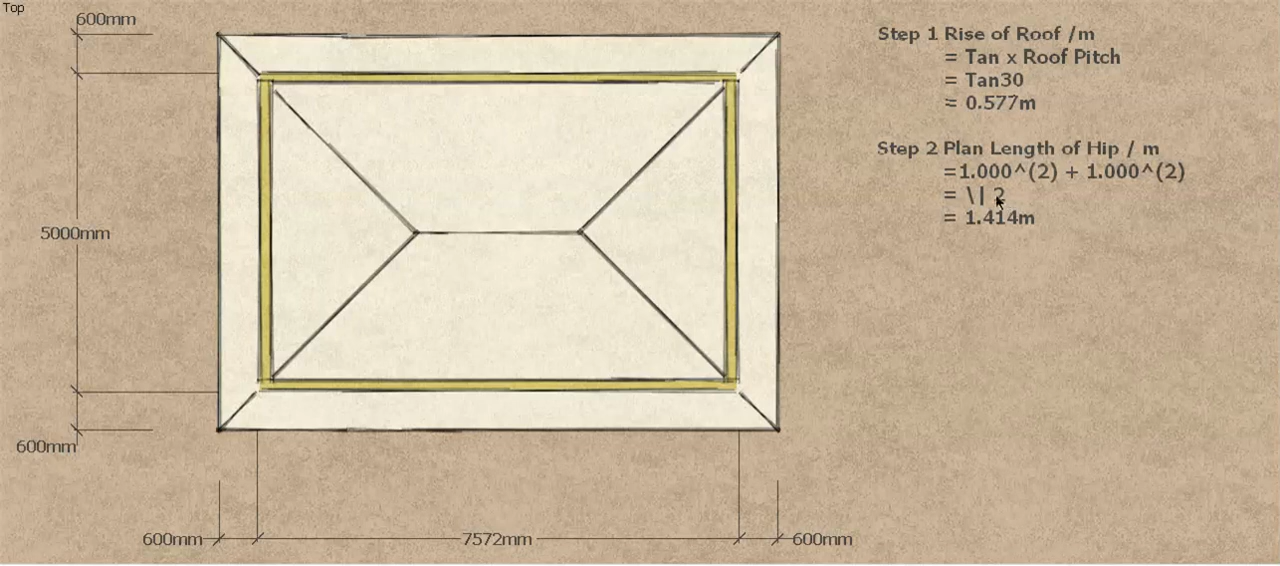 Top
600mm
5000mm
600mm
600mm
7572mm
600mm
Step 1 Rise of Roof /m
= Tan x Roof Pitch
= Tan30
= 0.577m
Step 2 Plan Length of Hip / m
=1.000^(2) + 1.000^(2)
= \| 2
= 1.414m